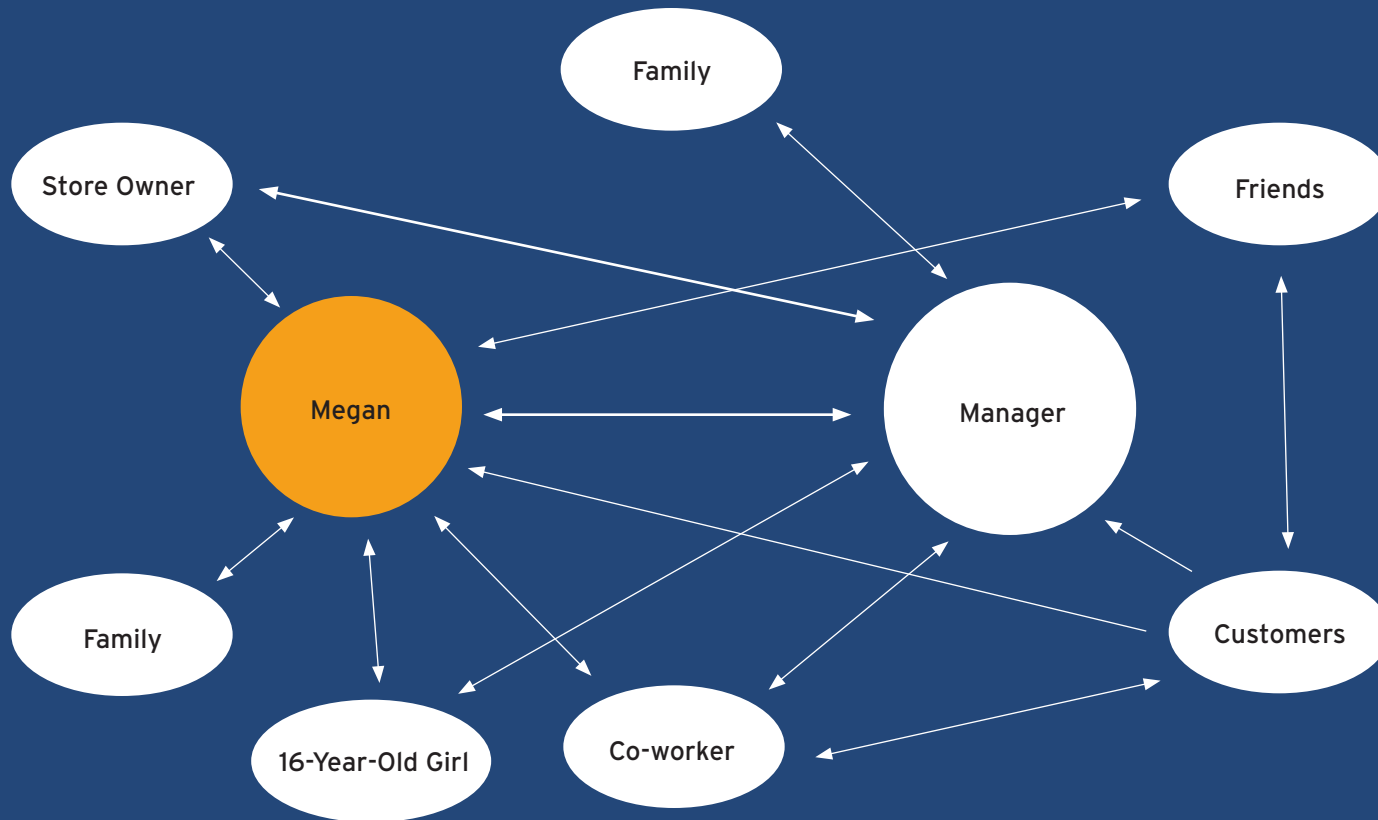 Family
Store Owner
Friends
Megan
Manager
Family
Customers
16-Year-Old Girl
Co-worker